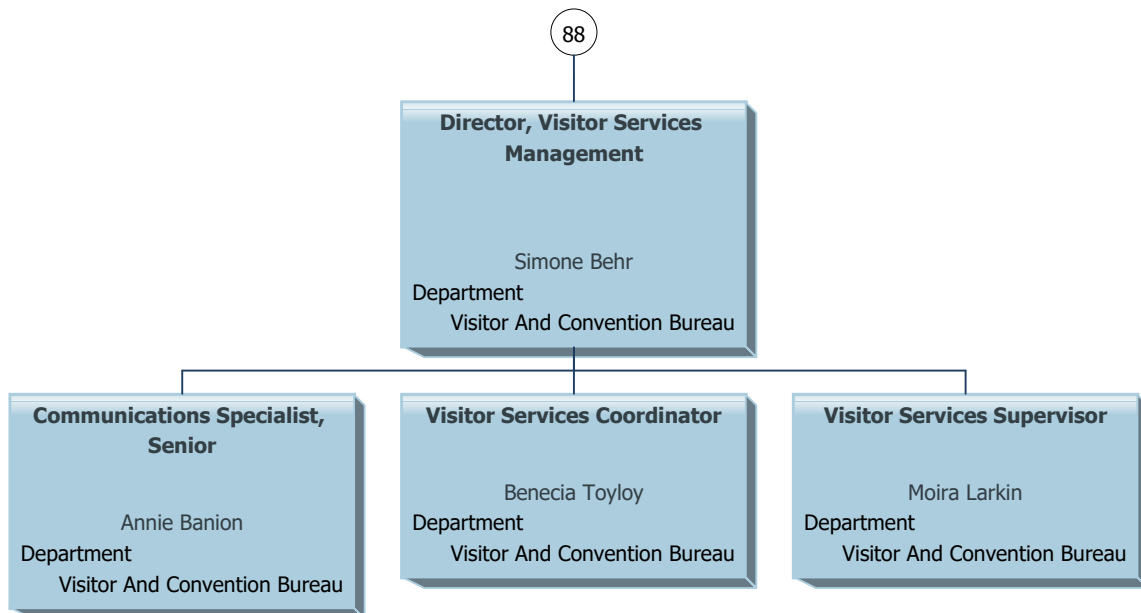 88
Director, Visitor Services
Management
Simone Behr
Department
Visitor And Convention Bureau
Communications Specialist,
Senior
Annie Banion
Department
Visitor And Convention Bureau
Visitor Services Coordinator
Benecia Toyloy
Department
Visitor And Convention Bureau
Visitor Services Supervisor
Moira Larkin
Department
Visitor And Convention Bureau